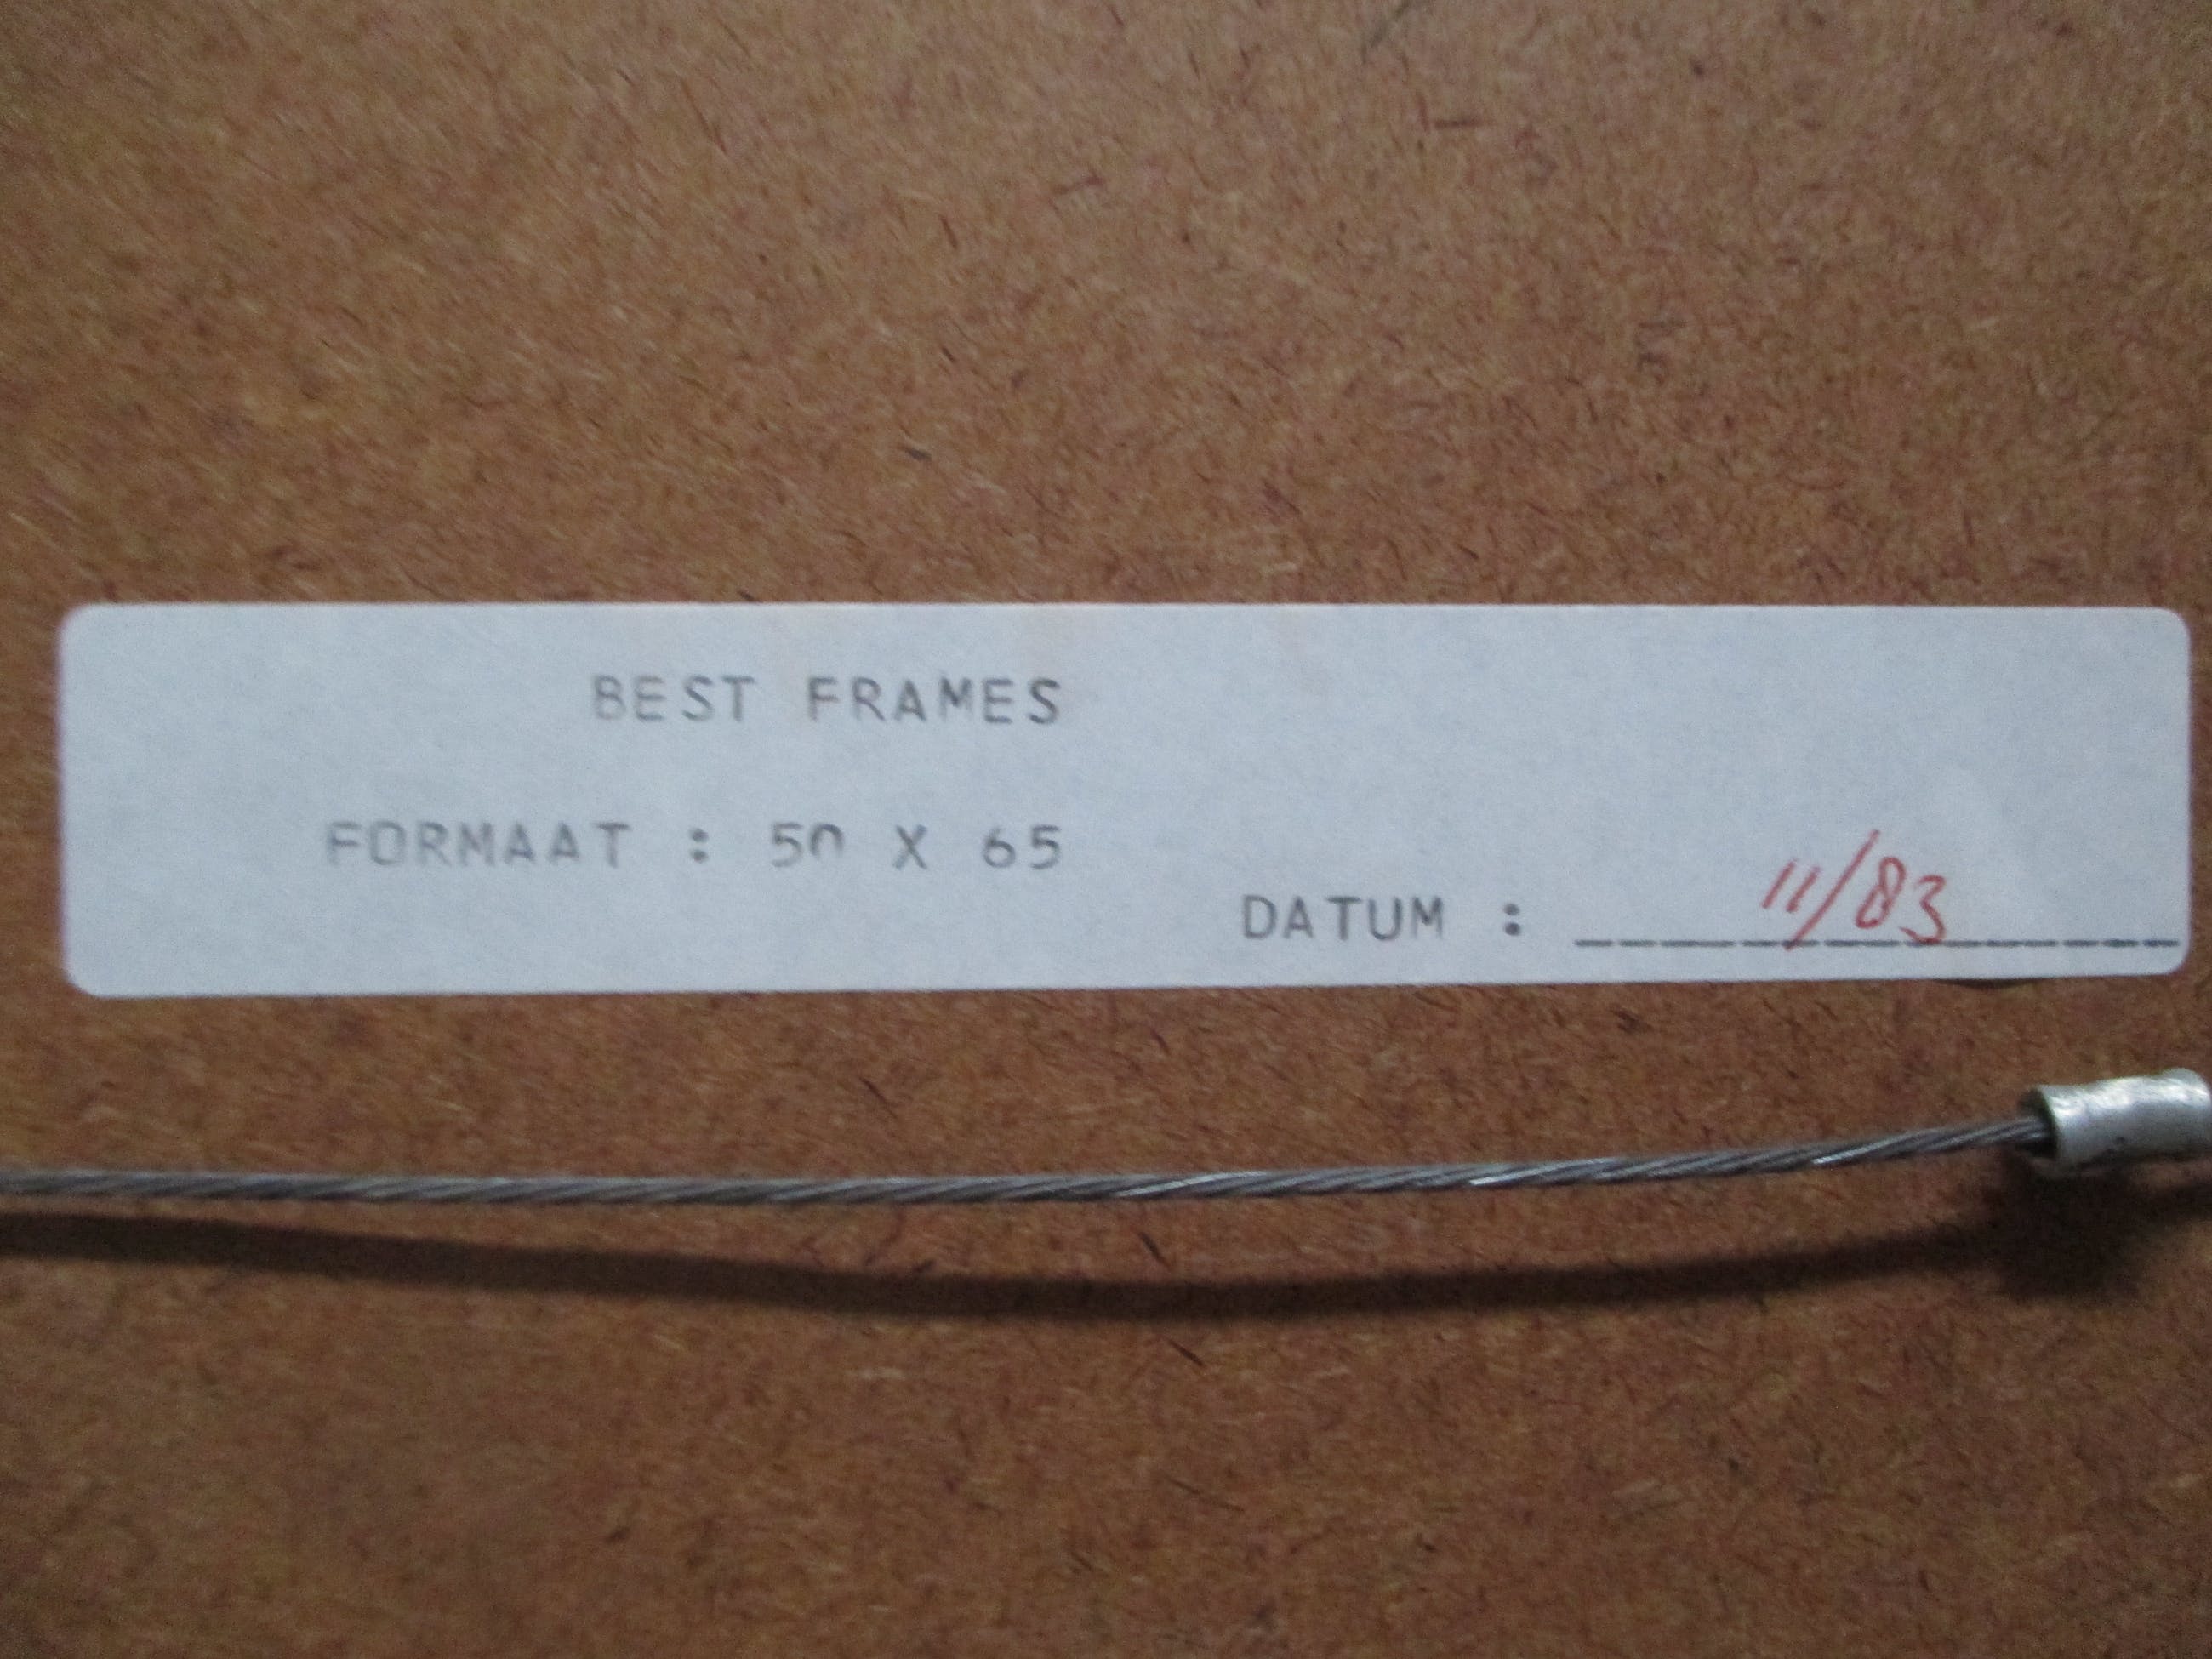 BEST FRAMES
FORMAAT : 50 X 65
DATUM : 11/83